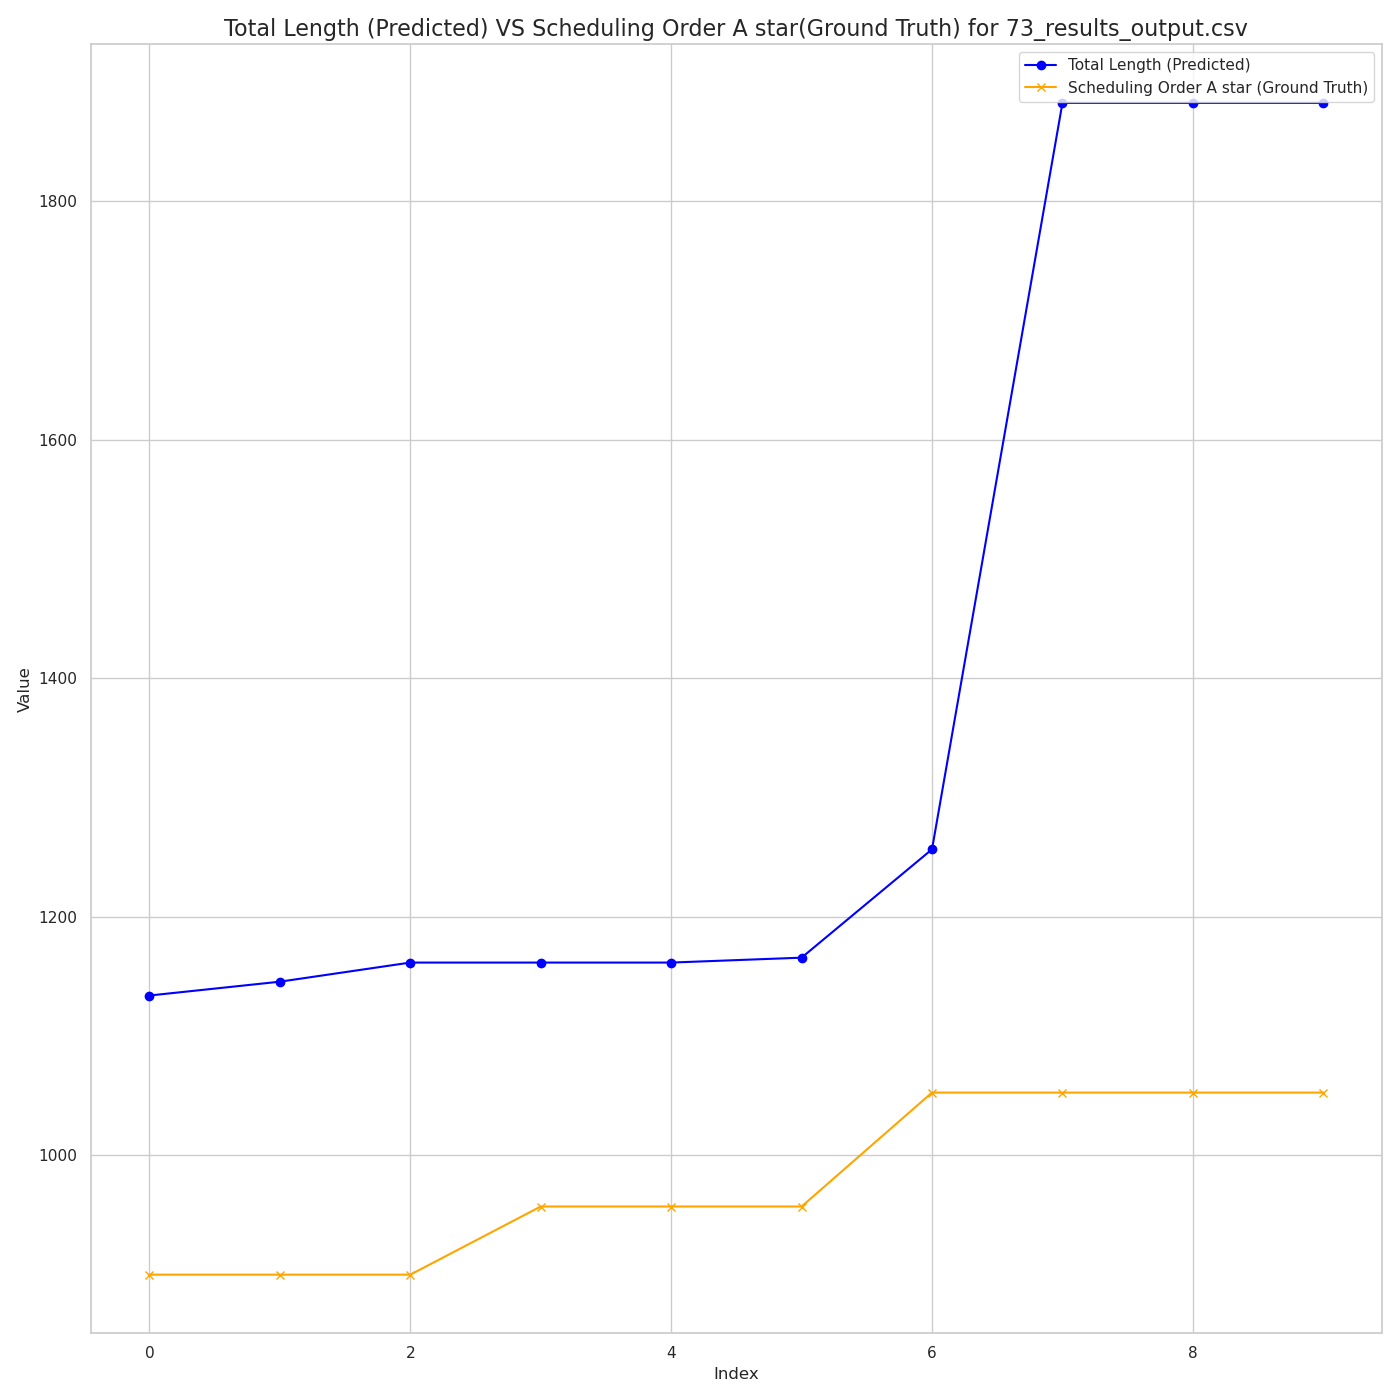 Total Length (Predicted) VS Scheduling Order A star(Ground Truth) for 73_results_output.csv
Total Length (Predicted)
Scheduling Order A star (Ground Truth)
1800
1600
1400
1200
1000
Value
0 2 4 6 8
Index